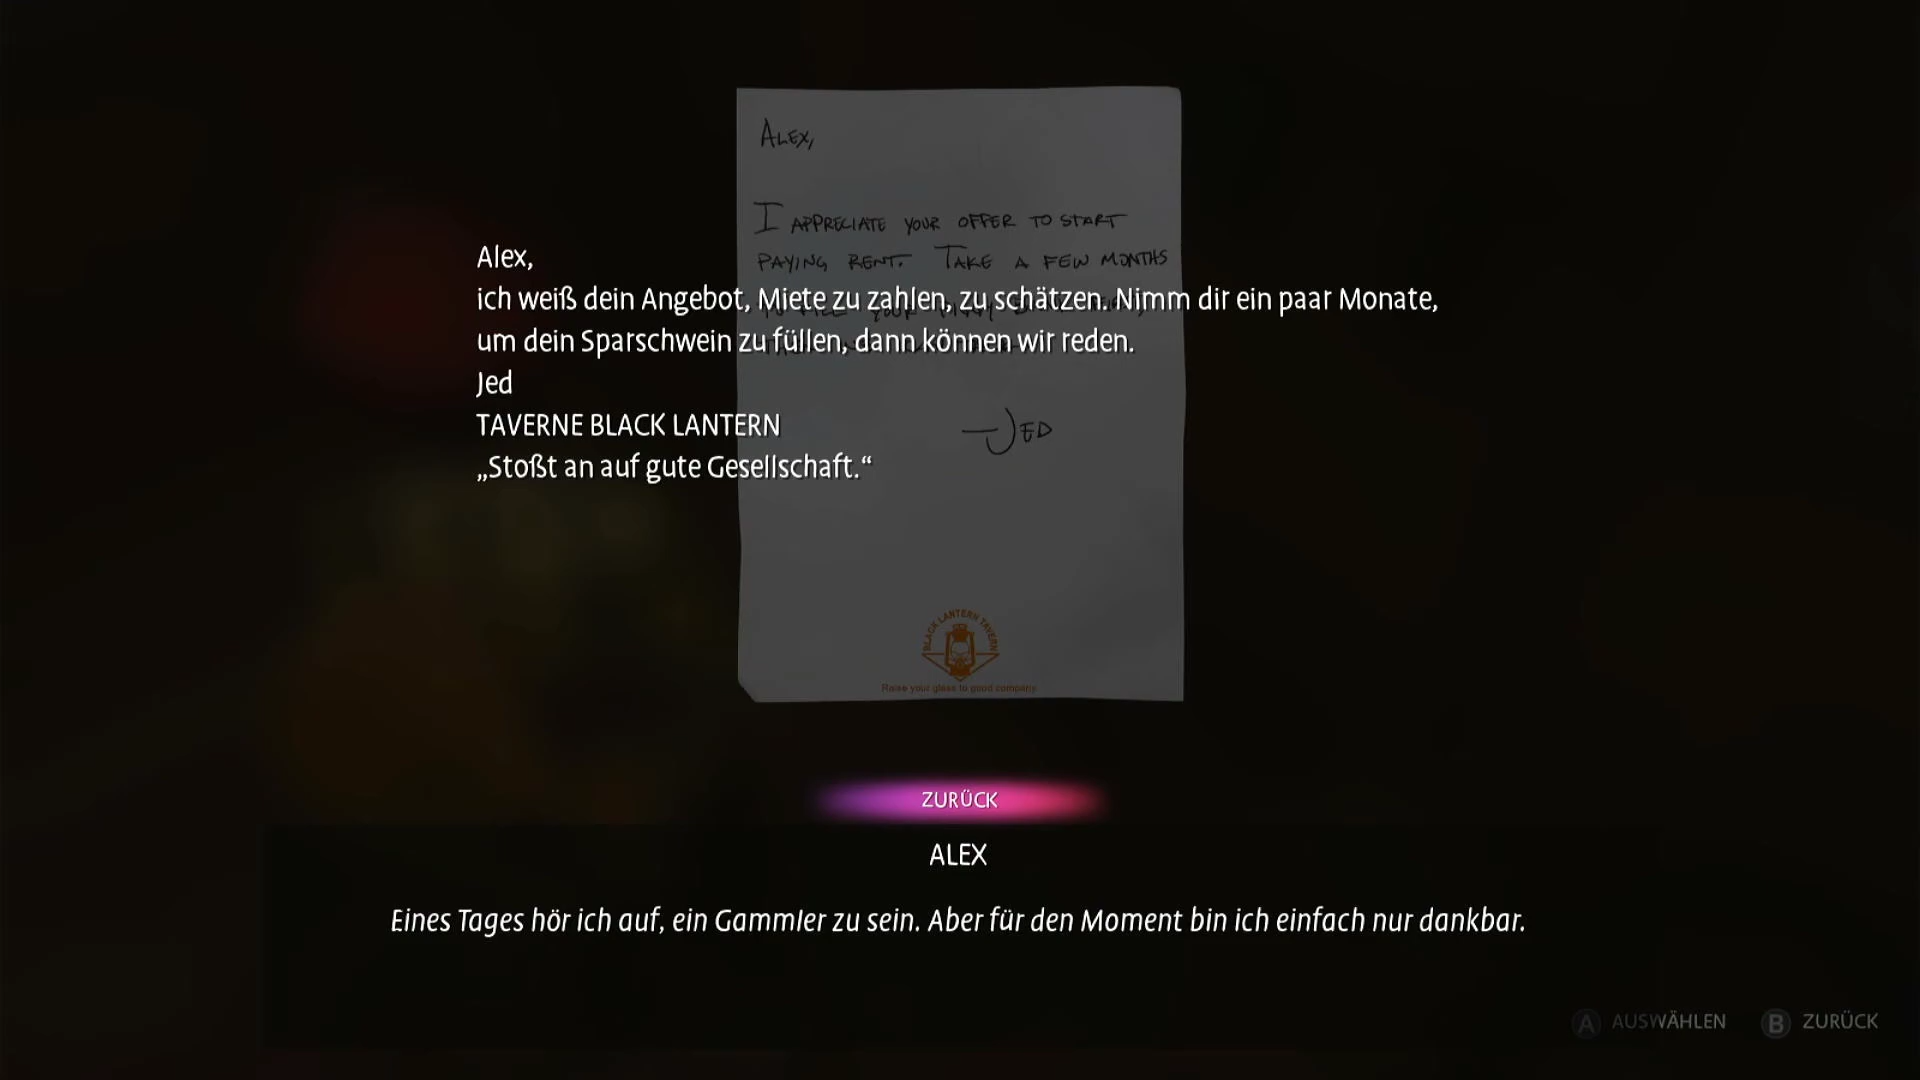 ALEX,
I APPRECIATE YOUR OFFER TO START
PAYING RENT. TAKE A FEW MONTHS
Alex,
ich weiß dein Angebot, Miete zu zahlen, zu schätzen. Nimm dir ein paar Monate,
um dein Sparschwein zu füllen, dann können wir reden.
Jed
TAVERNE BLACK LANTERN
„Stoßt an auf gute Gesellschaft.“
—JED
BLACK LANTERN TAVERN
Raise your glass to good company.
ZURÜCK
ALEX
Eines Tages hör ich auf, ein Gammler zu sein. Aber für den Moment bin ich einfach nur dankbar.
A AUSWÄHLEN B ZURÜCK